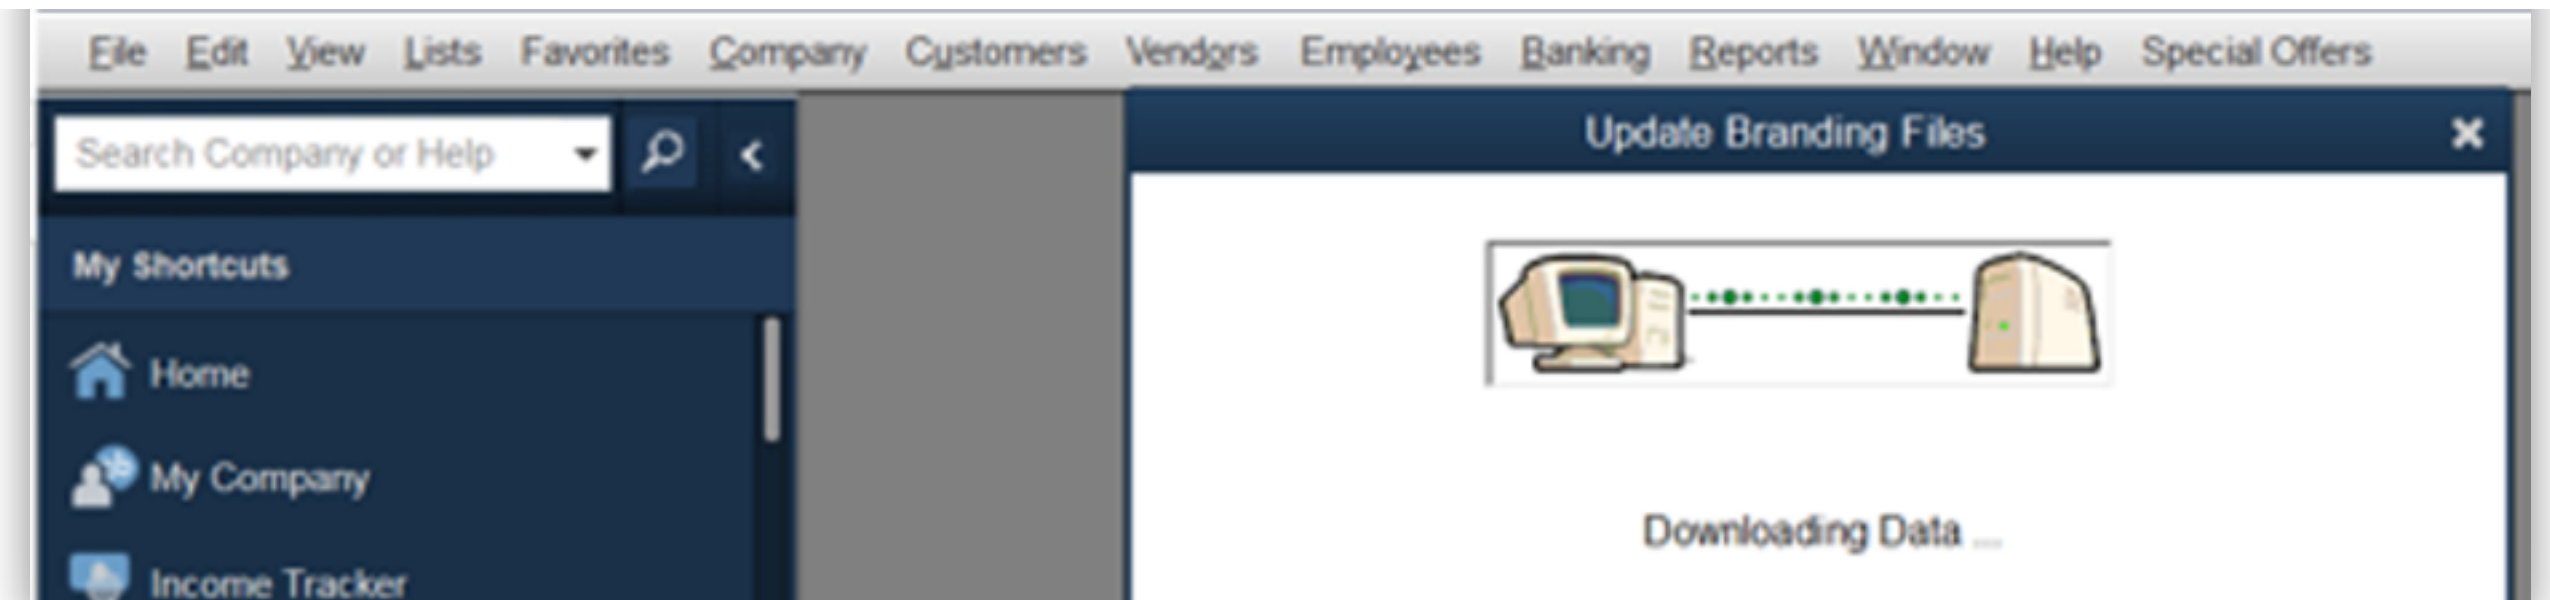 File Edit View Lists Favorites Company Customers Vendors Employees Banking Reports Window Help Special Offers
Search Company or Help
Update Branding Files
My Shortcuts
Home
My Company
Income Tracker
Downloading Data ...